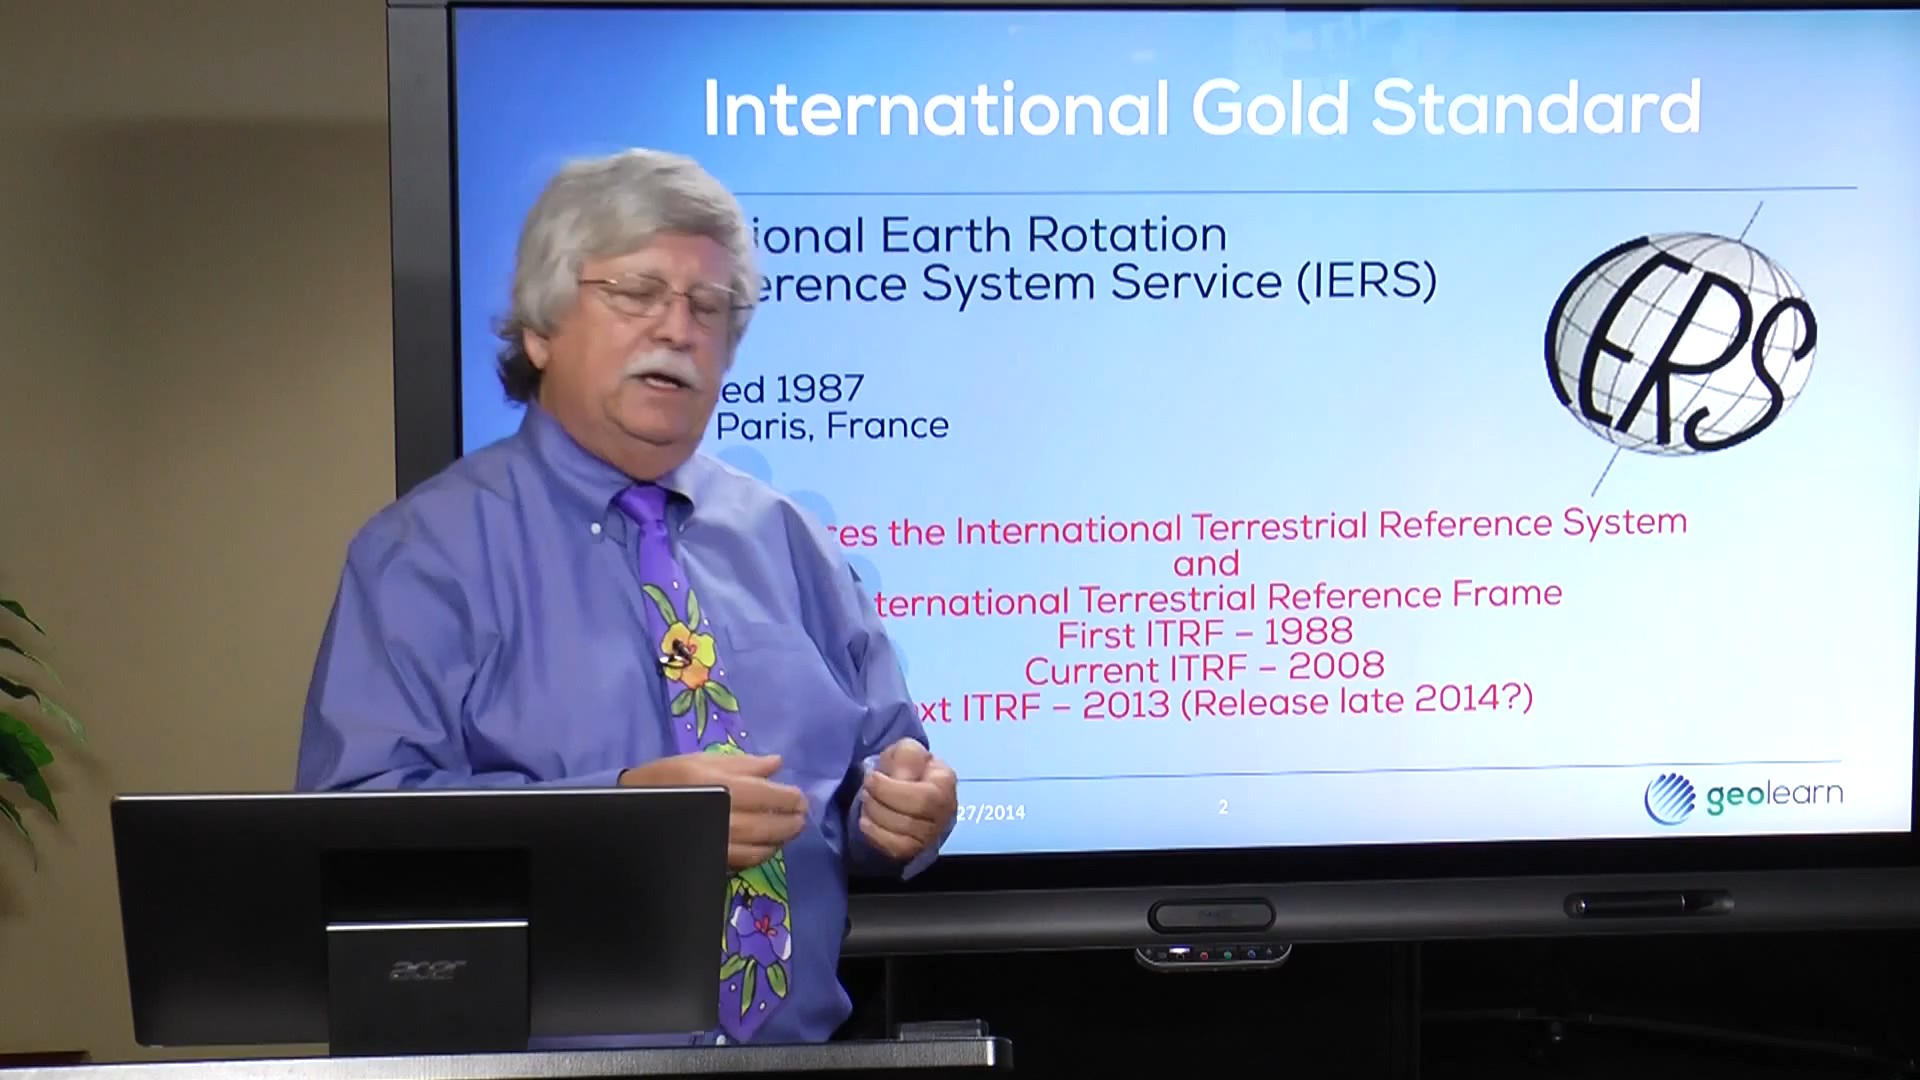 International Gold Standard
ional Earth Rotation
erence System Service (IERS)
IERS
ed 1987
Paris, France
ces the International Terrestrial Reference System
and
ternational Terrestrial Reference Frame
First ITRF – 1988
Current ITRF – 2008
xt ITRF – 2013 (Release late 2014?)
27/2014
2
geolearn
acer